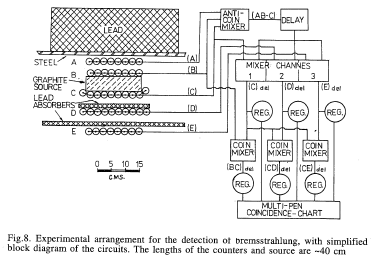 LEAD
STEEL
A
B
GRAPHITE
SOURCE
C
LEAD
ABSORBERS
D
E
(A)
(B)
(C)
(D)
(E)
0 5 10 15
C.M.S.
ANTI-
COIN
MIXER
(AB-C)
DELAY
MIXER CHANNES
1 2 3
(C)del
(D)del
(E)del
REG.
REG.
REG.
COIN
MIXER
COIN
MIXER
COIN
MIXER
(BC)del
(CD)del
(CE)del
REG.
REG.
REG.
MULTI-PEN
COINCIDENCE-CHART
Fig.8. Experimental arrangement for the detection of bremsstrahlung, with simplified
block diagram of the circuits. The lengths of the counters and source are ~40 cm